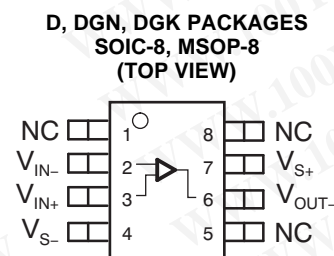 D, DGN, DGK PACKAGES
SOIC-8, MSOP-8
(TOP VIEW)
NC 1 8 NC
VIN– 2 7 VS+
VIN+ 3 6 VOUT–
VS– 4 5 NC